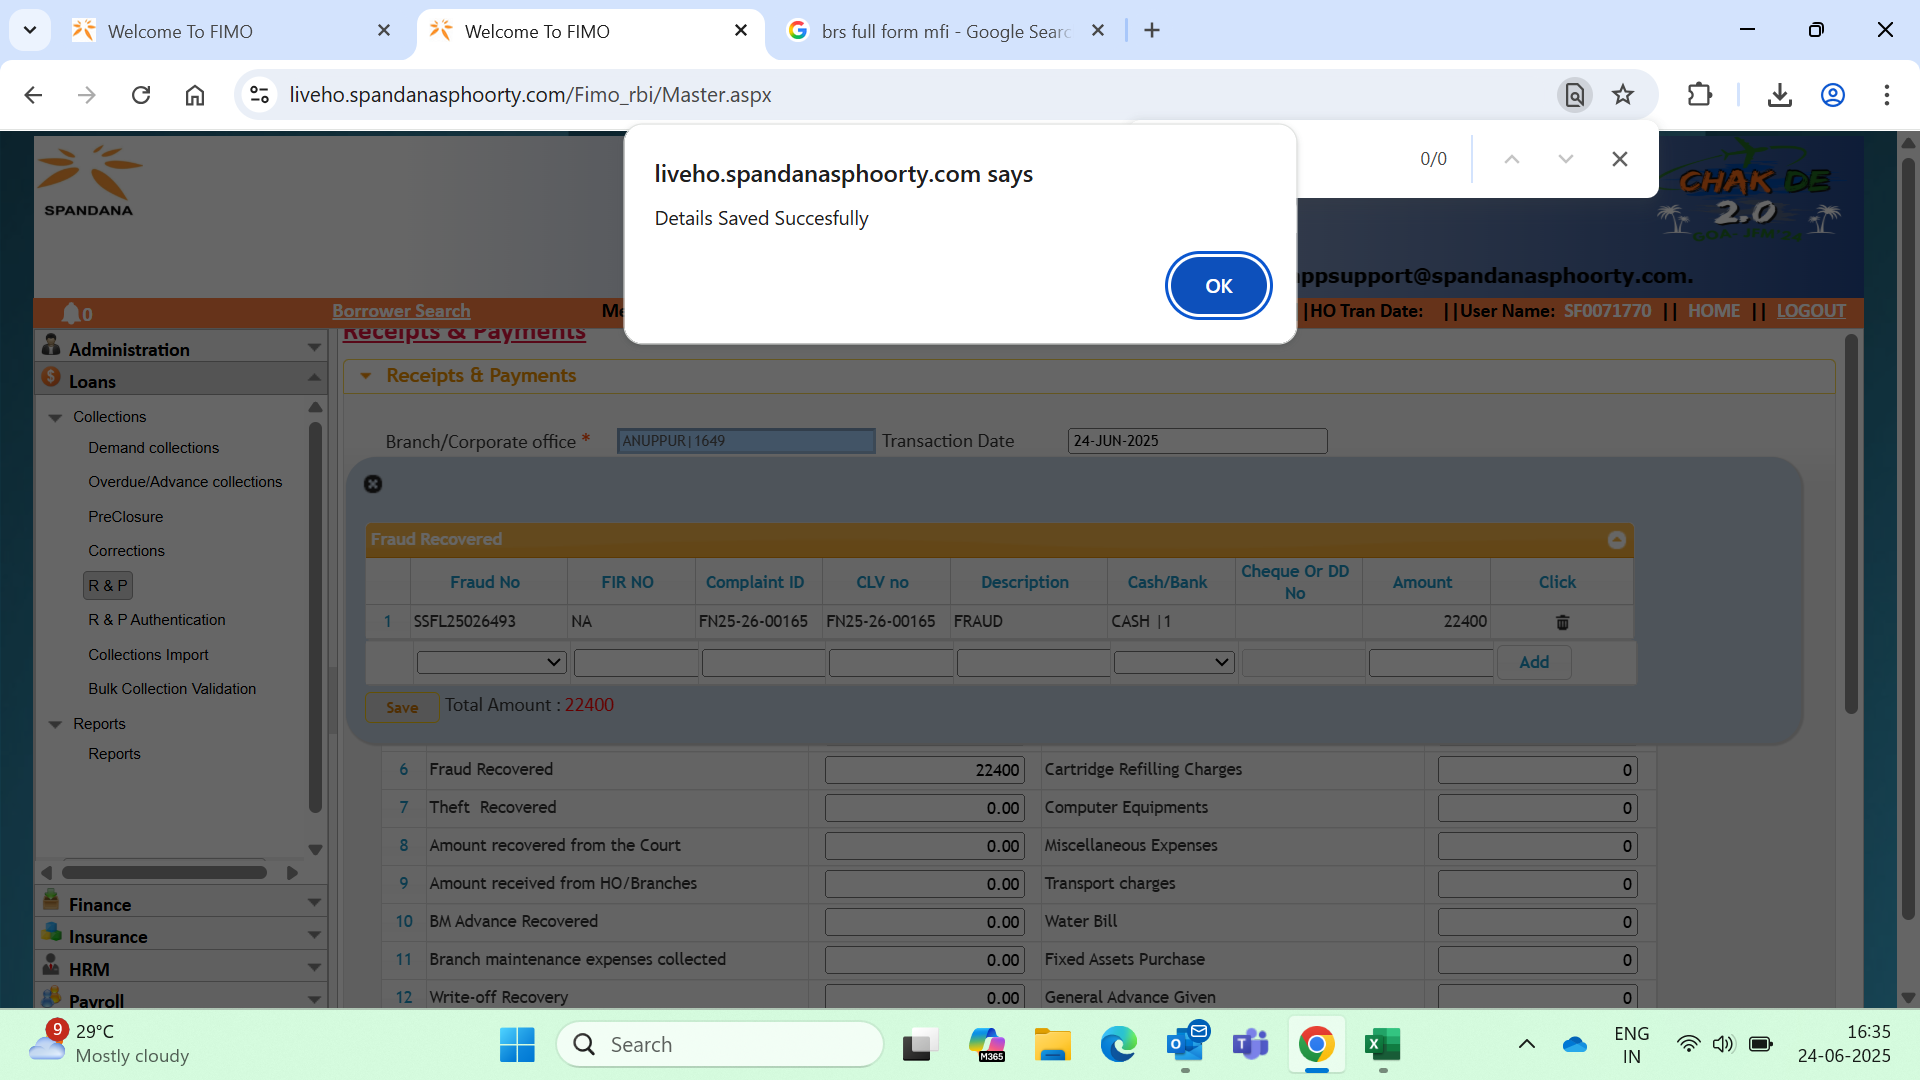 Welcome To FIMO
Welcome To FIMO
brs full form mfi - Google Searc
liveho.spandanasphoorty.com/Fimo_rbi/Master.aspx
0/0
liveho.spandanasphoorty.com says
Details Saved Succesfully
OK
SPANDANA
CHAK DE
2.0
appsupport@spandanasphoorty.com.
0
Borrower Search
Me
|HO Tran Date: ||User Name: SF0071770 || HOME || LOGOUT
Administration
Loans
Collections
Demand collections
Overdue/Advance collections
PreClosure
Corrections
R & P
R & P Authentication
Collections Import
Bulk Collection Validation
Reports
Reports
Finance
Insurance
HRM
Payroll
Receipts & Payments
Receipts & Payments
Branch/Corporate office * ANUPPUR|1649 Transaction Date 24-JUN-2025
Fraud Recovered
Fraud No FIR NO Complaint ID CLV no Description Cash/Bank Cheque Or DD No Amount Click
1 SSFL25026493 NA FN25-26-00165 FN25-26-00165 FRAUD CASH |1 22400
Add
Save Total Amount : 22400
6 Fraud Recovered 22400 Cartridge Refilling Charges 0
7 Theft Recovered 0.00 Computer Equipments 0
8 Amount recovered from the Court 0.00 Miscellaneous Expenses 0
9 Amount received from HO/Branches 0.00 Transport charges 0
10 BM Advance Recovered 0.00 Water Bill 0
11 Branch maintenance expenses collected 0.00 Fixed Assets Purchase 0
12 Write-off Recovery 0.00 General Advance Given 0
9
29°C
Mostly cloudy
Search
M365
ENG
IN
16:35
24-06-2025